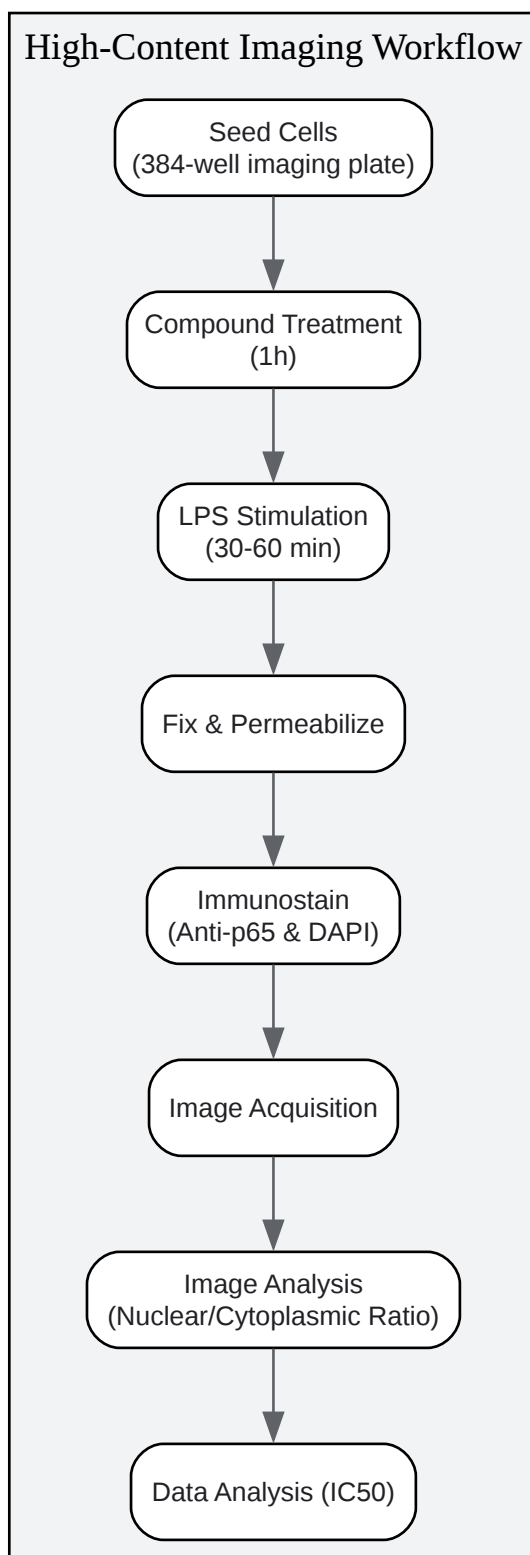 High-Content Imaging Workflow
Seed Cells
(384-well imaging plate)
Compound Treatment
(1h)
LPS Stimulation
(30-60 min)
Fix & Permeabilize
Immunostain
(Anti-p65 & DAPI)
Image Acquisition
Image Analysis
(Nuclear/Cytoplasmic Ratio)
Data Analysis (IC50)